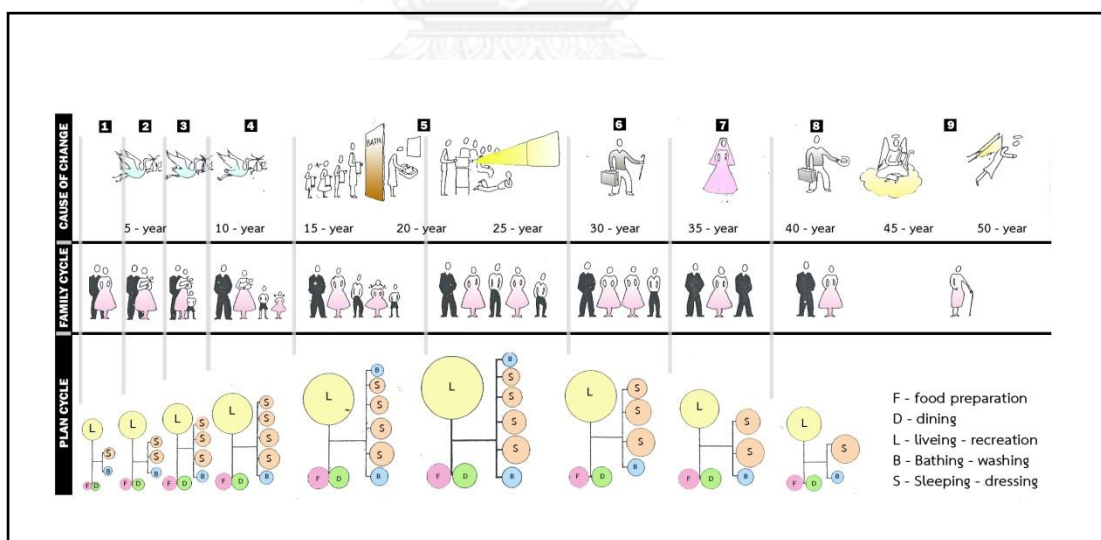 CAUSE OF CHANGE
1 2 3 4 5 6 7 8 9
BATH
5 - year 10 - year 15 - year 20 - year 25 - year 30 - year 35 - year 40 - year 45 - year 50 - year
FAMILY CYCLE
PLAN CYCLE
L S B F D
L S S B F D
L S S S B F D
L S S S S B F D
L B S S S S B F D
L B S S S S S B F D
L S S S B F D
L S S B F D
L S B F D
F - food preparation
D - dining
L - liveing - recreation
B - Bathing - washing
S - Sleeping - dressing